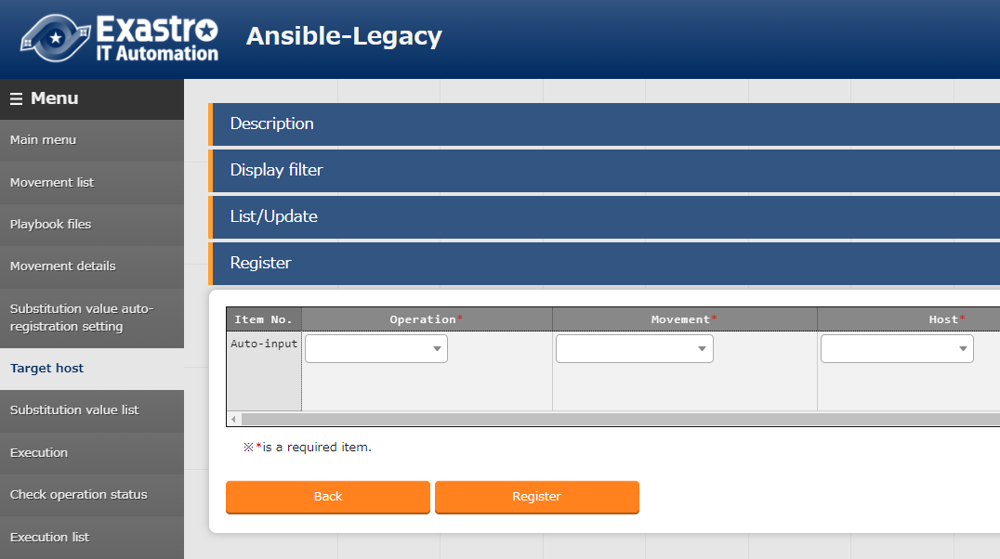 Exastro
IT Automation
Ansible-Legacy
☰ Menu
Main menu
Movement list
Playbook files
Movement details
Substitution value auto-
registration setting
Target host
Substitution value list
Execution
Check operation status
Execution list
Description
Display filter
List/Update
Register
Item No. Operation* Movement* Host*
Auto-input
※*is a required item.
Back Register